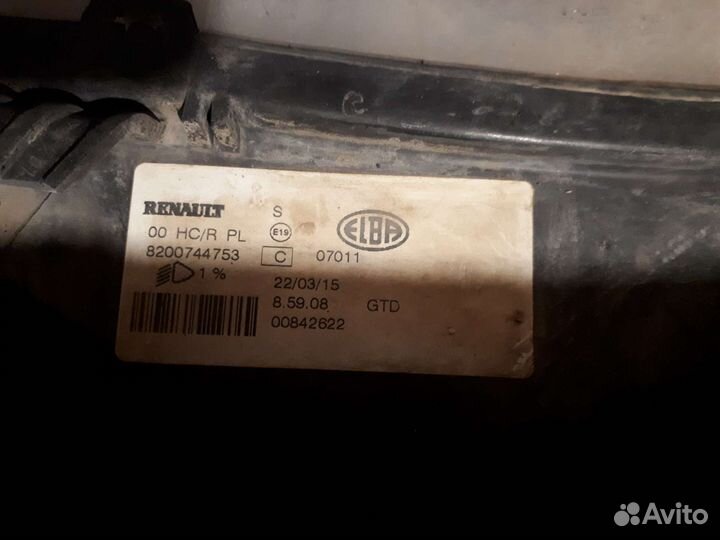 RENAULT S
00 HC/R PL E19 ELBA
8200744753 C 07011
1 %
22/03/15
8.59.08 GTD
00842622
Avito